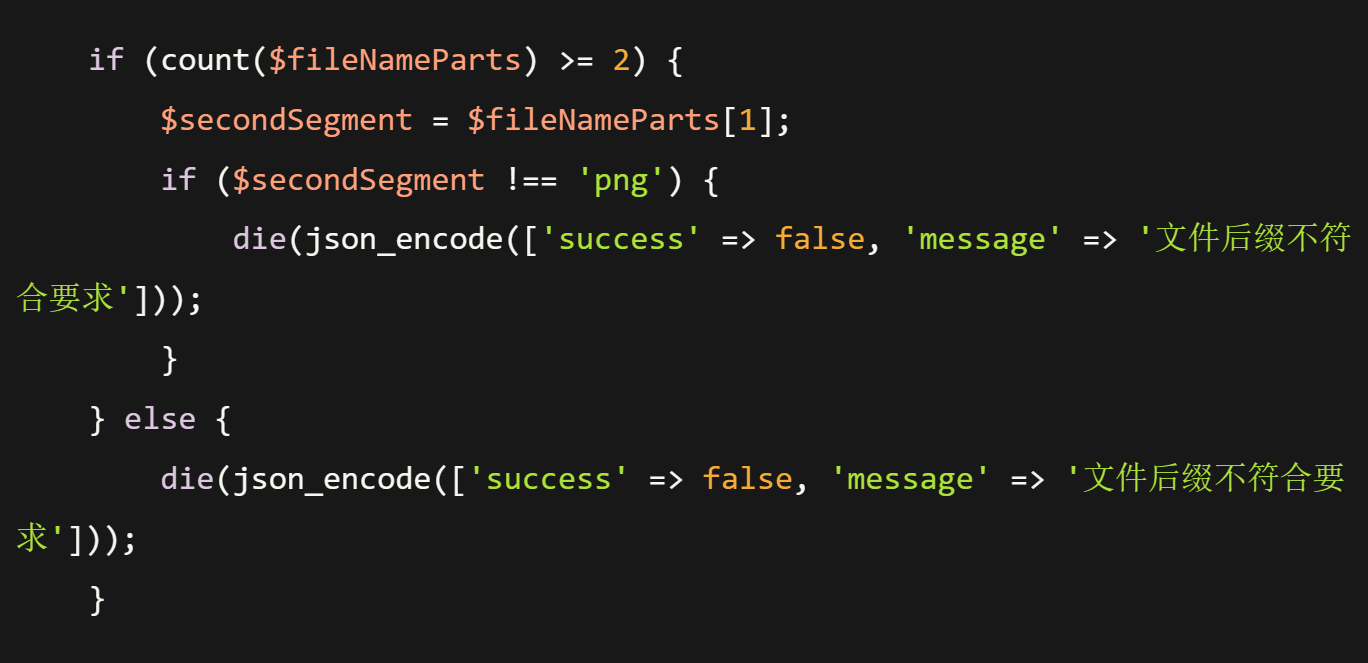 if (count($fileNameParts) >= 2) {
$secondSegment = $fileNameParts[1];
if ($secondSegment !== 'png') {
die(json_encode(['success' => false, 'message' => '文件后缀不符
合要求']));
}
} else {
die(json_encode(['success' => false, 'message' => '文件后缀不符合要
求']));
}